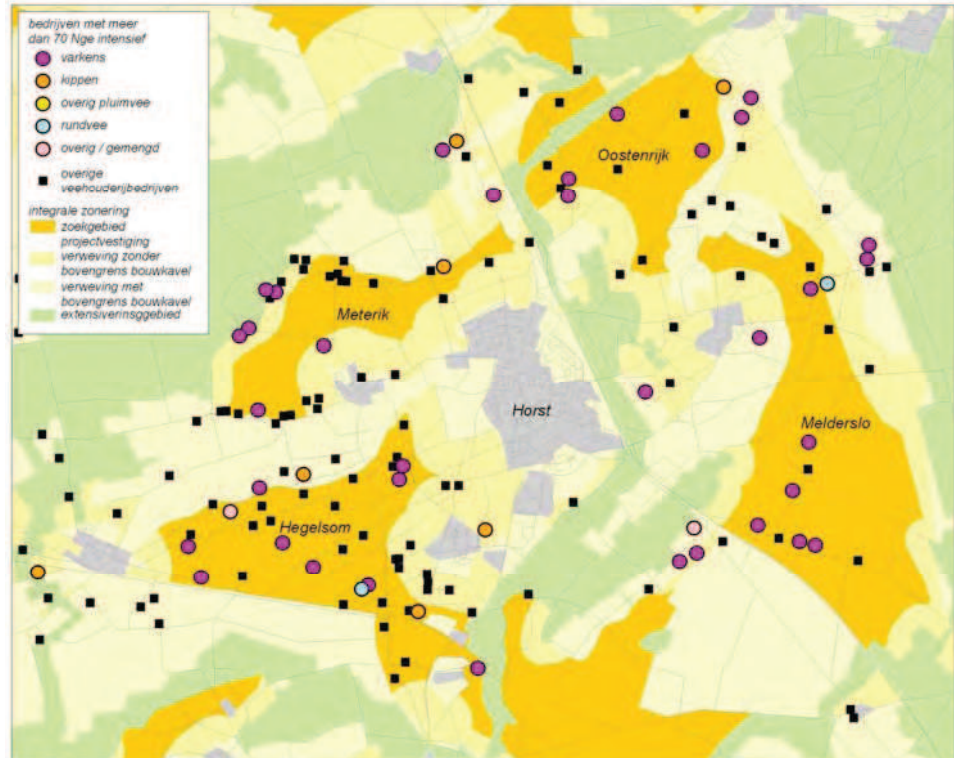 bedrijven met meer
dan 70 Nge intensief
varkens
kippen
overig pluimvee
rundvee
overig / gemengd
overige
veehouderijbedrijven
integrale zonering
zoekgebied
projectvestiging
verweving zonder
bovengrens bouwkavel
verweving met
bovengrens bouwkavel
extensiverinsggebied
Oostenrijk
Meterik
Horst
Melderslo
Hegelsom